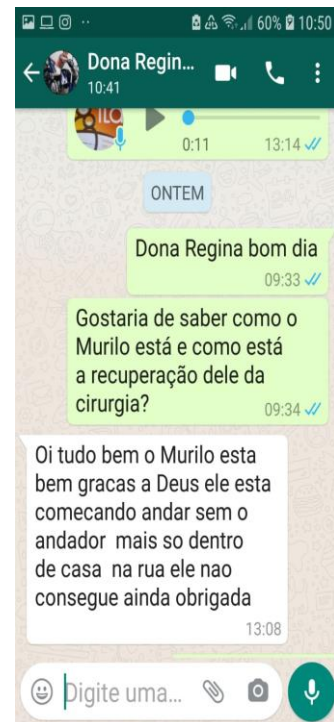 60% 10:50
Dona Regin...
10:41
0:11 13:14
ONTEM
Dona Regina bom dia
09:33
Gostaria de saber como o
Murilo está e como está
a recuperação dele da
cirurgia?
09:34
Oi tudo bem o Murilo esta
bem gracas a Deus ele esta
comecando andar sem o
andador mais so dentro
de casa na rua ele nao
consegue ainda obrigada
13:08
Digite uma...